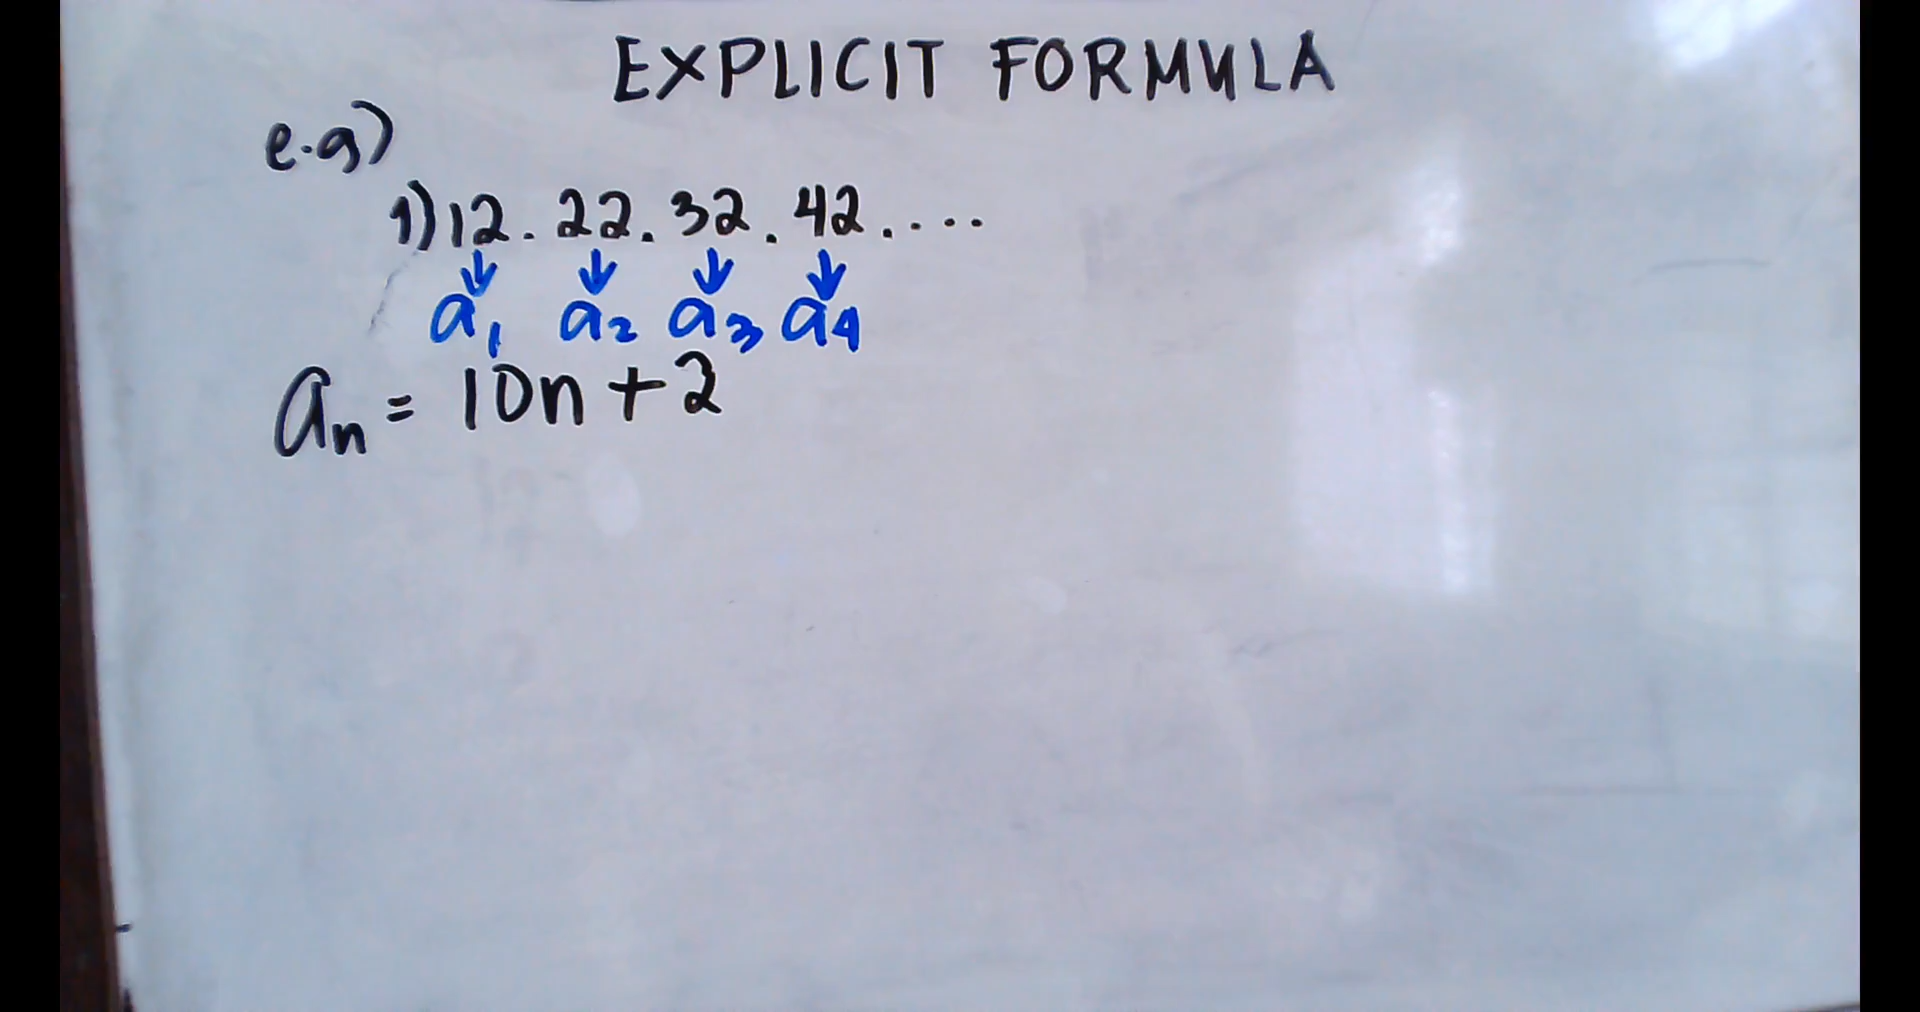 EXPLICIT FORMULA
e.g)
1) 12. 22. 32. 42. ....
↓ ↓ ↓ ↓
a₁ a₂ a₃ a₄
aₙ = 10n + 2